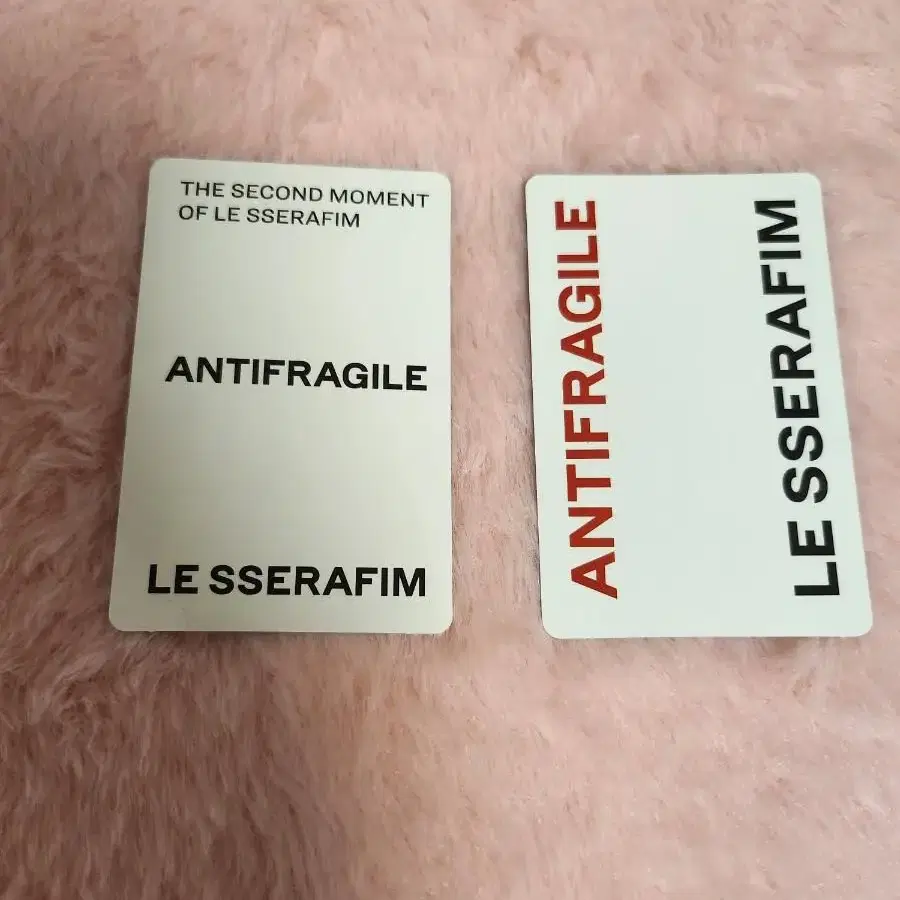 THE SECOND MOMENT
OF LE SSERAFIM
ANTIFRAGILE
LE SSERAFIM
ANTIFRAGILE
LE SSERAFIM